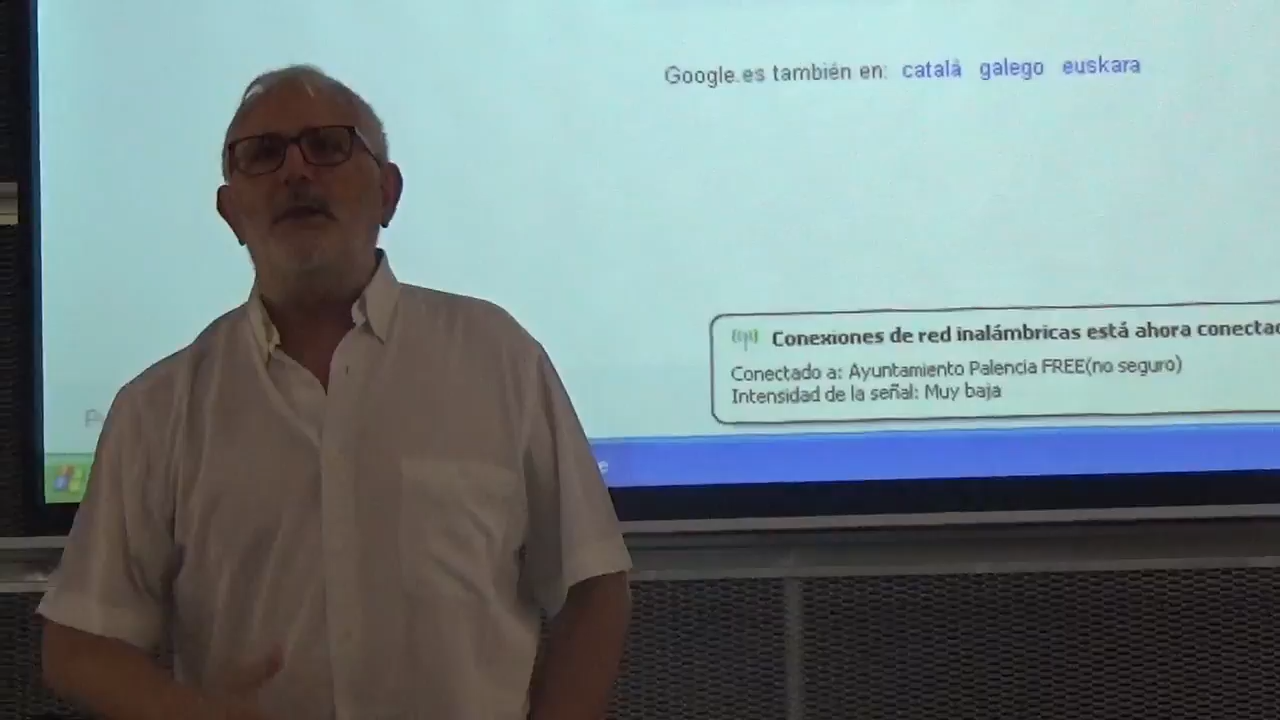 Google.es también en: català galego euskara
Conexiones de red inalámbricas está ahora conectad
Conectado a: Ayuntamiento Palencia FREE(no seguro)
Intensidad de la señal: Muy baja